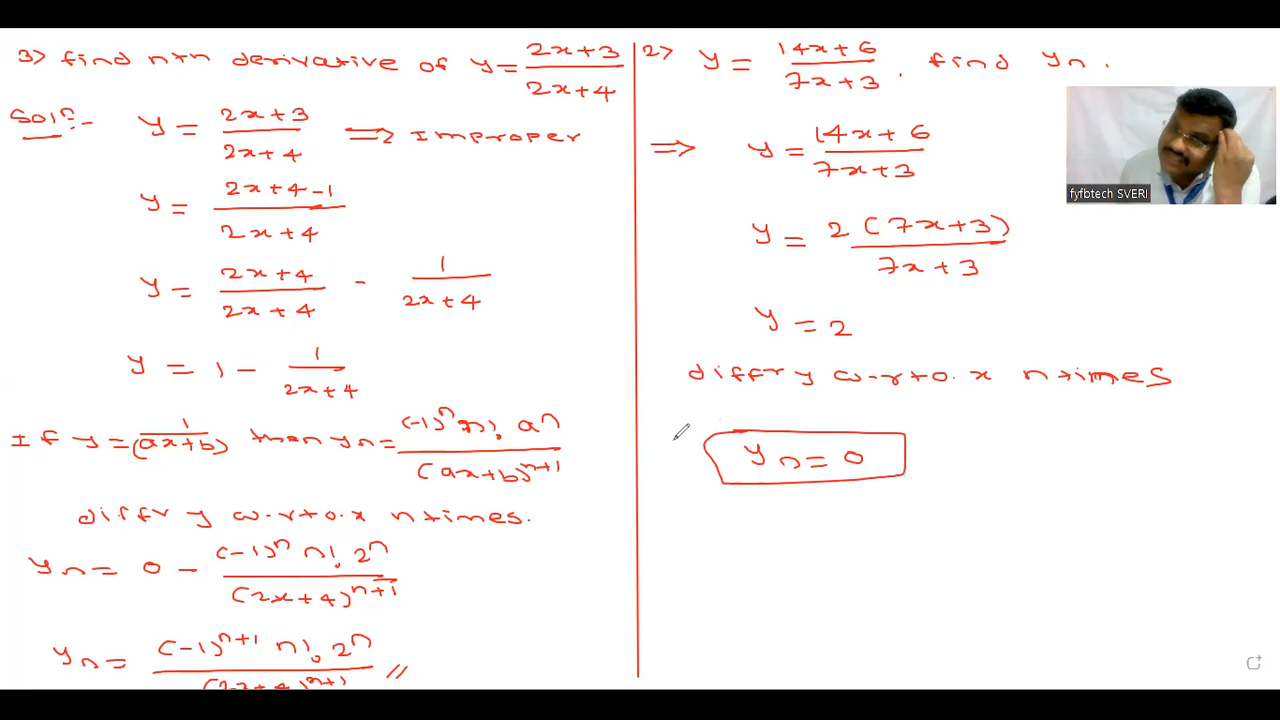 3) find nth derivative of y = (2x+3)/(2x+4)
Sol?:- y = (2x+3)/(2x+4) ⟹ Improper
y = (2x+4-1)/(2x+4)
y = (2x+4)/(2x+4) - 1/(2x+4)
y = 1 - 1/(2x+4)
If y = 1/(ax+b) then yn = (-1)^n n! a^n/(ax+b)^n+1
diffr y w.r.to.x n times.
yn = 0 - (-1)^n n! 2^n/(2x+4)^n+1
yn = (-1)^n+1 n! 2^n/(2x+4)^n+1 //
2) y = (14x+6)/(7x+3). find yn.
⟹ y = (14x+6)/(7x+3)
y = 2(7x+3)/(7x+3)
y = 2
diffr y w.r.to.x n times
yn = 0
fyfbtech SVERI